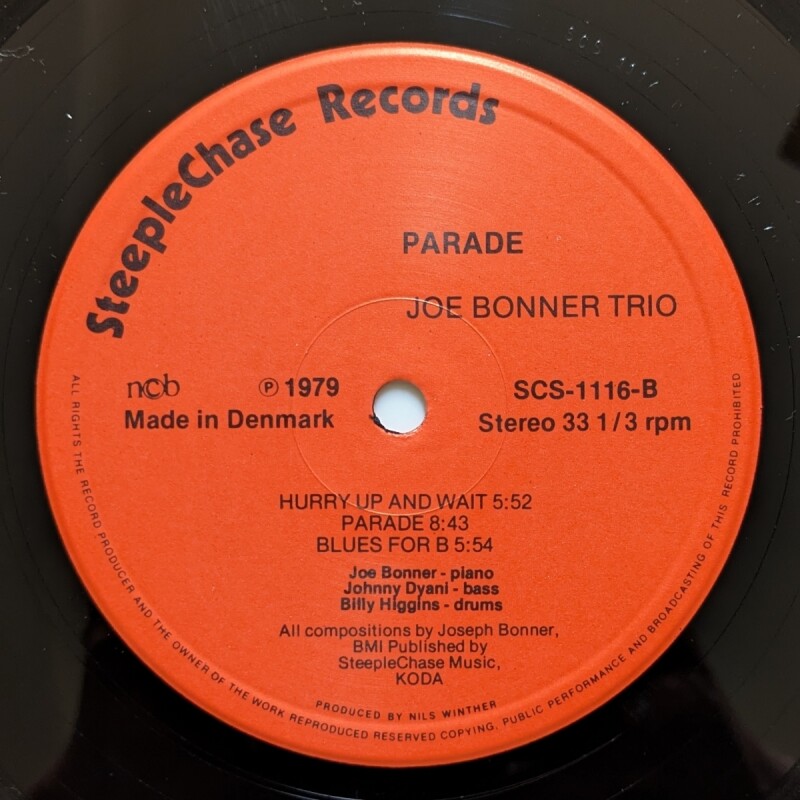 SteepleChase Records
PARADE
JOE BONNER TRIO
ncb
Ⓟ 1979
Made in Denmark
SCS-1116-B
Stereo 33 1/3 rpm
HURRY UP AND WAIT 5:52
PARADE 8:43
BLUES FOR B 5:54
Joe Bonner - piano
Johnny Dyani - bass
Billy Higgins - drums
All compositions by Joseph Bonner,
BMI Published by
SteepleChase Music,
KODA
PRODUCED BY NILS WINTHER
ALL RIGHTS THE RECORD PRODUCER AND THE OWNER OF THE WORK REPRODUCED RESERVED COPYING, PUBLIC PERFORMANCE AND BROADCASTING OF THIS RECORD PROHIBITED